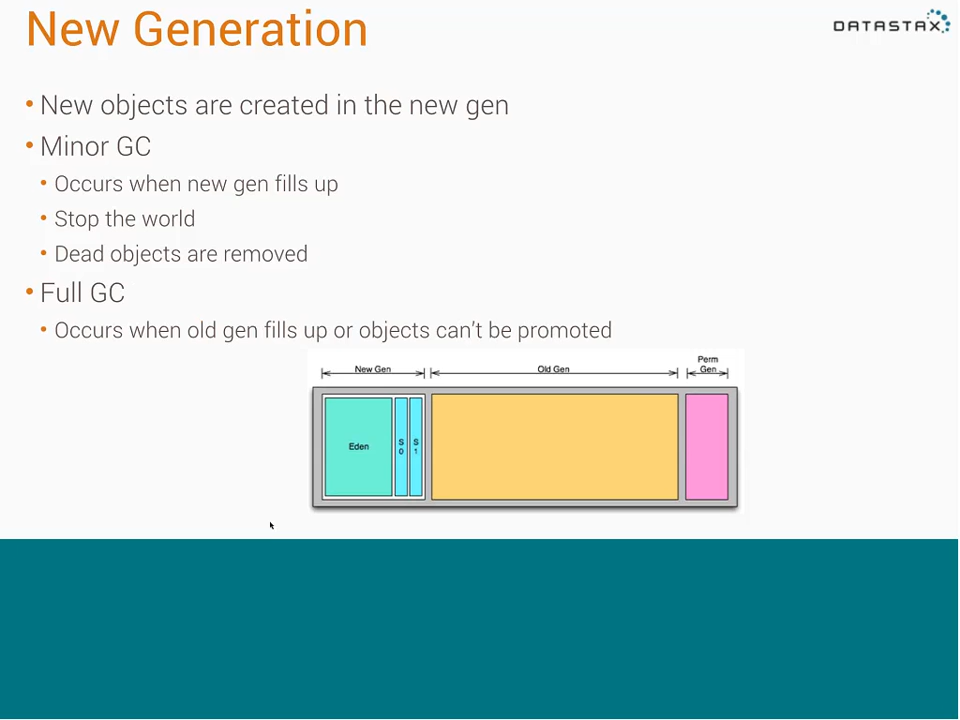 New Generation
DATASTAX
• New objects are created in the new gen
• Minor GC
• Occurs when new gen fills up
• Stop the world
• Dead objects are removed
• Full GC
• Occurs when old gen fills up or objects can't be promoted
New Gen
Old Gen
Perm
Gen
Eden
S
0
S
1